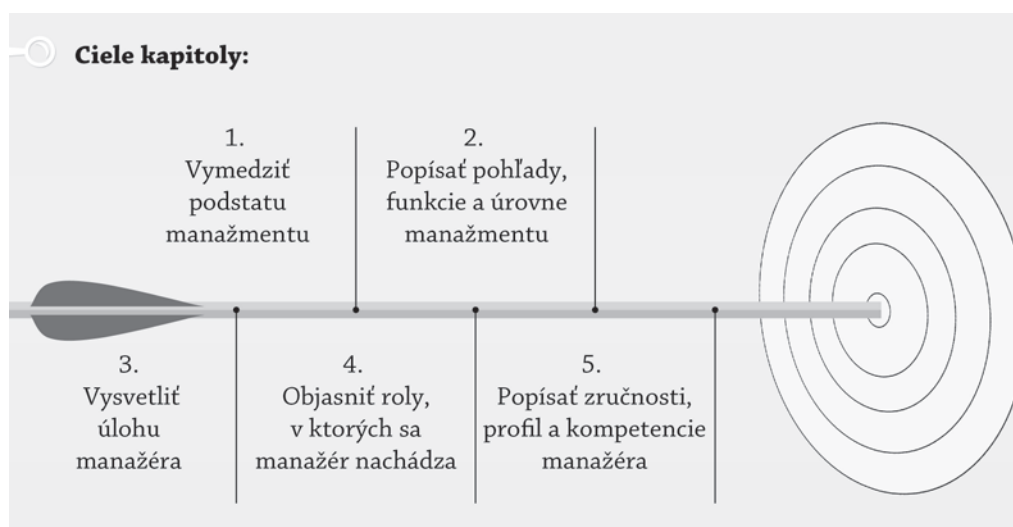 Ciele kapitoly:
1.
Vymedziť
podstatu
manažmentu
2.
Popísať pohľady,
funkcie a úrovne
manažmentu
3.
Vysvetliť
úlohu
manažéra
4.
Objasniť roly,
v ktorých sa
manažér nachádza
5.
Popísať zručnosti,
profil a kompetencie
manažéra